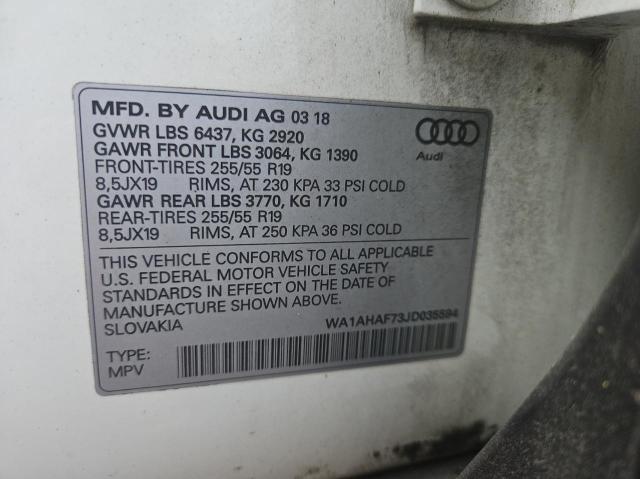 MFD. BY AUDI AG 03 18
GVWR LBS 6437, KG 2920
GAWR FRONT LBS 3064, KG 1390
FRONT-TIRES 255/55 R19
8,5JX19 RIMS, AT 230 KPA 33 PSI COLD
GAWR REAR LBS 3770, KG 1710
REAR-TIRES 255/55 R19
8,5JX19 RIMS, AT 250 KPA 36 PSI COLD
Audi
THIS VEHICLE CONFORMS TO ALL APPLICABLE
U.S. FEDERAL MOTOR VEHICLE SAFETY
STANDARDS IN EFFECT ON THE DATE OF
MANUFACTURE SHOWN ABOVE.
SLOVAKIA
WA1AHAF73JD035594
TYPE:
MPV